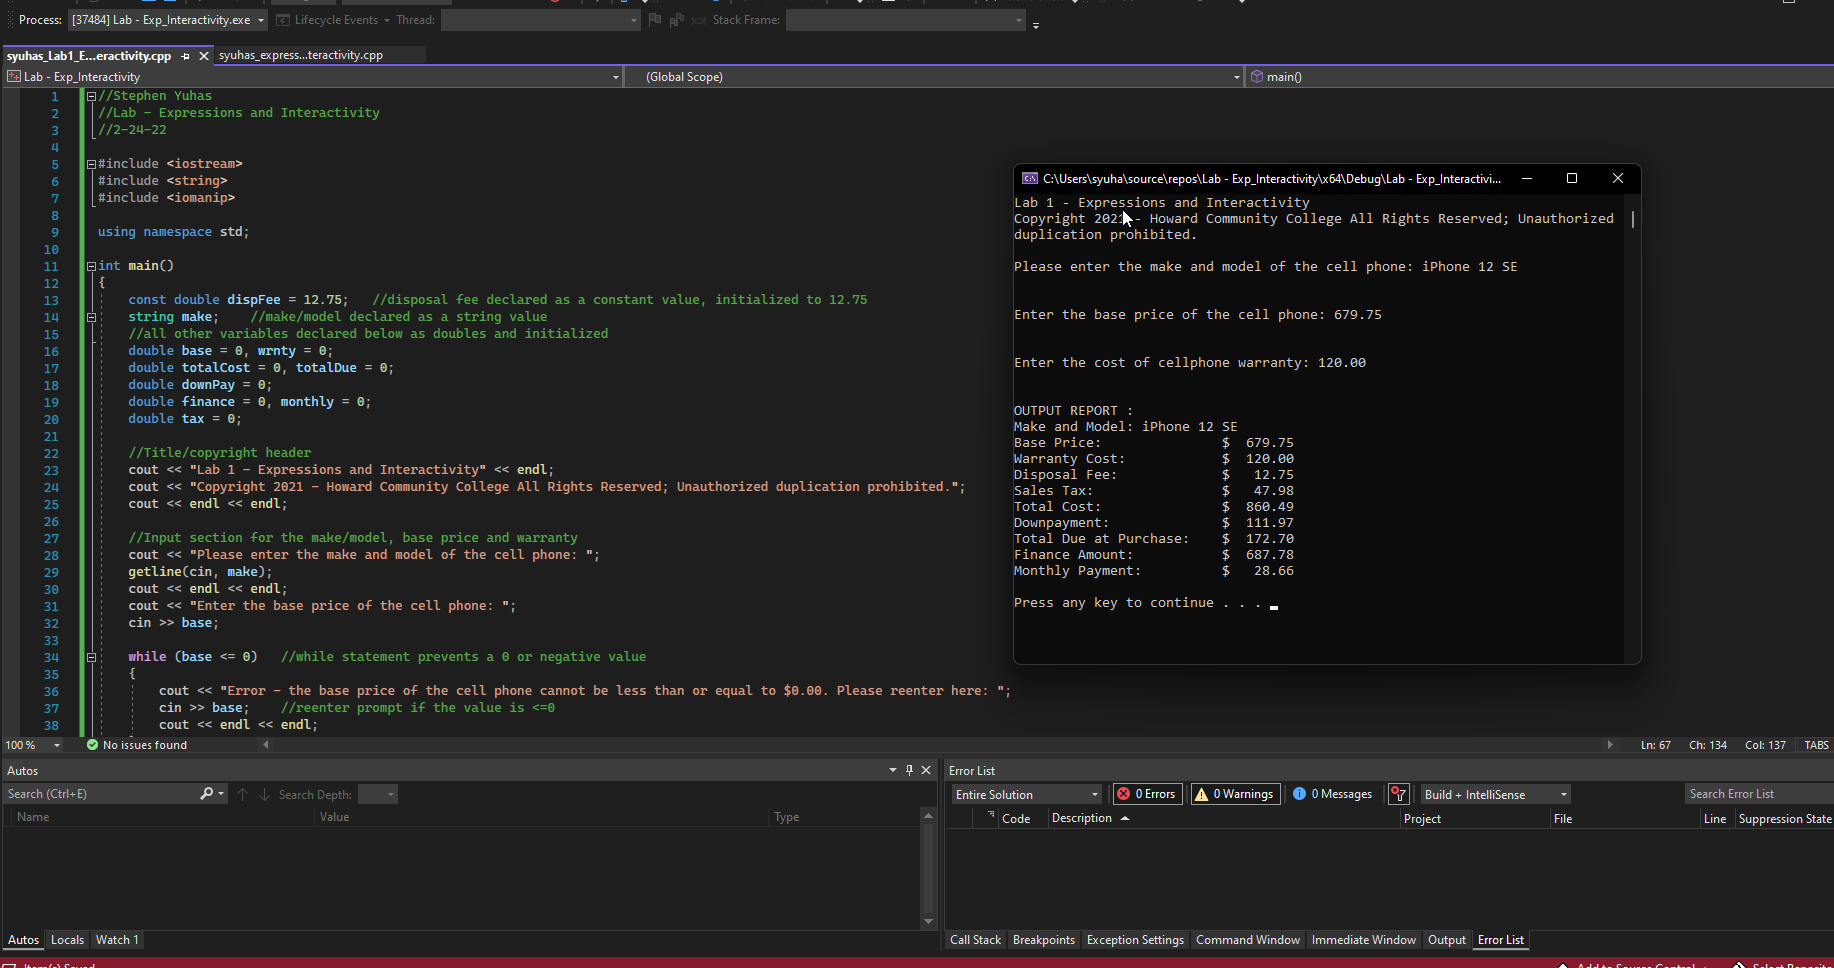 Process: [37484] Lab - Exp_Interactivity.exe Lifecycle Events Thread: Stack Frame:
syuhas_Lab1_E...eractivity.cpp syuhas_express...teractivity.cpp
Lab - Exp_Interactivity (Global Scope) main()
1 //Stephen Yuhas
2 //Lab - Expressions and Interactivity
3 //2-24-22
4
5 #include <iostream>
6 #include <string>
7 #include <iomanip>
8
9 using namespace std;
10
11 int main()
12 {
13 const double dispFee = 12.75; //disposal fee declared as a constant value, initialized to 12.75
14 string make; //make/model declared as a string value
15 //all other variables declared below as doubles and initialized
16 double base = 0, wrnty = 0;
17 double totalCost = 0, totalDue = 0;
18 double downPay = 0;
19 double finance = 0, monthly = 0;
20 double tax = 0;
21
22 //Title/copyright header
23 cout << "Lab 1 - Expressions and Interactivity" << endl;
24 cout << "Copyright 2021 - Howard Community College All Rights Reserved; Unauthorized duplication prohibited.";
25 cout << endl << endl;
26
27 //Input section for the make/model, base price and warranty
28 cout << "Please enter the make and model of the cell phone: ";
29 getline(cin, make);
30 cout << endl << endl;
31 cout << "Enter the base price of the cell phone: ";
32 cin >> base;
33
34 while (base <= 0) //while statement prevents a 0 or negative value
35 {
36 cout << "Error - the base price of the cell phone cannot be less than or equal to $0.00. Please reenter here: ";
37 cin >> base; //reenter prompt if the value is <=0
38 cout << endl << endl;
C:\Users\syuha\source\repos\Lab - Exp_Interactivity\x64\Debug\Lab - Exp_Interactivi...
Lab 1 - Expressions and Interactivity
Copyright 2021 - Howard Community College All Rights Reserved; Unauthorized
duplication prohibited.
Please enter the make and model of the cell phone: iPhone 12 SE
Enter the base price of the cell phone: 679.75
Enter the cost of cellphone warranty: 120.00
OUTPUT REPORT :
Make and Model: iPhone 12 SE
Base Price: $ 679.75
Warranty Cost: $ 120.00
Disposal Fee: $ 12.75
Sales Tax: $ 47.98
Total Cost: $ 860.49
Downpayment: $ 111.97
Total Due at Purchase: $ 172.70
Finance Amount: $ 687.78
Monthly Payment: $ 28.66
Press any key to continue . . .
100 % No issues found Ln: 67 Ch: 134 Col: 137 TABS
Autos
Search (Ctrl+E) Search Depth:
Name Value Type
Autos Locals Watch 1
Error List
Entire Solution 0 Errors 0 Warnings 0 Messages Build + IntelliSense Search Error List
Code Description Project File Line Suppression State
Call Stack Breakpoints Exception Settings Command Window Immediate Window Output Error List
Item(s) Saved Add to Source Control